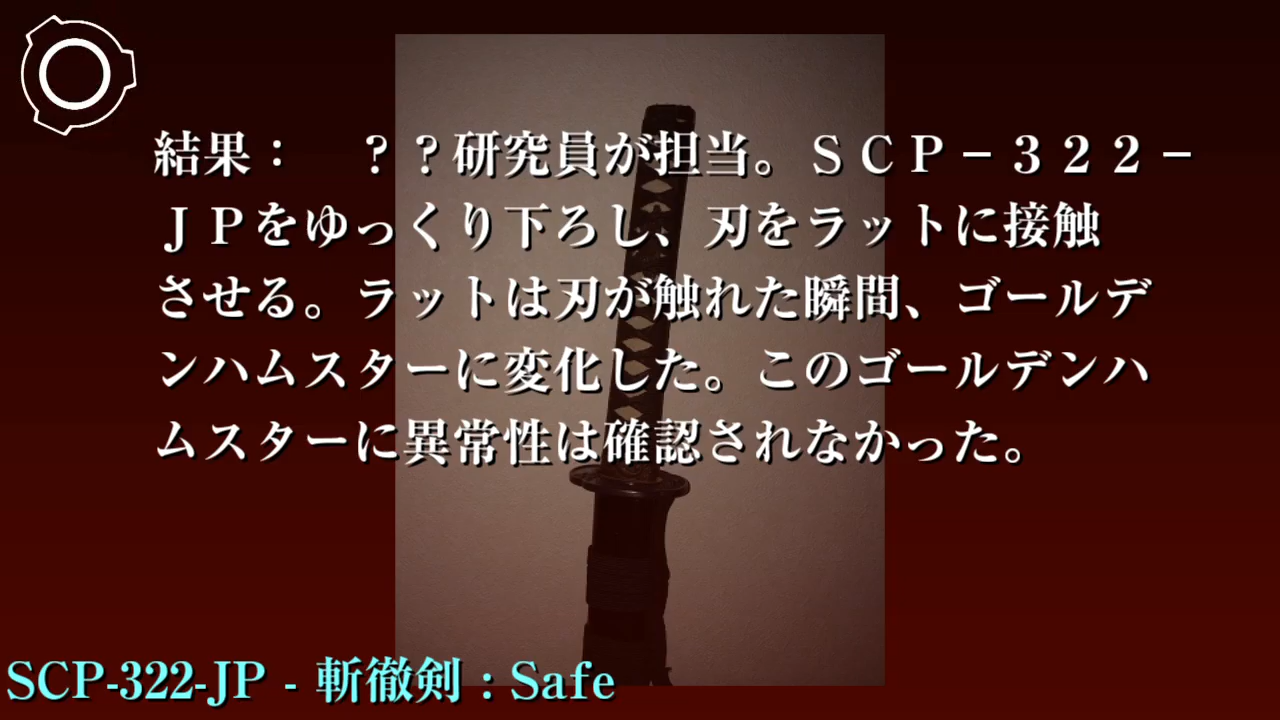 結果：　？？研究員が担当。ＳＣＰ－３２２－
ＪＰをゆっくり下ろし、刃をラットに接触
させる。ラットは刃が触れた瞬間、ゴールデ
ンハムスターに変化した。このゴールデンハ
ムスターに異常性は確認されなかった。
SCP-322-JP - 斬徹剣：Safe